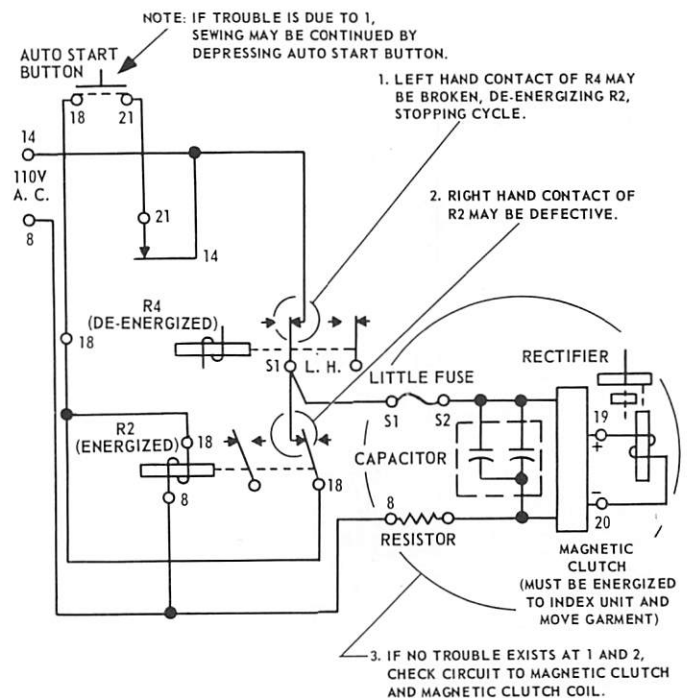 NOTE: IF TROUBLE IS DUE TO 1,
SEWING MAY BE CONTINUED BY
DEPRESSING AUTO START BUTTON.
AUTO START
BUTTON
18
21
1. LEFT HAND CONTACT OF R4 MAY
BE BROKEN, DE-ENERGIZING R2,
STOPPING CYCLE.
14
110V
A. C.
8
21
14
2. RIGHT HAND CONTACT OF
R2 MAY BE DEFECTIVE.
R4
(DE-ENERGIZED)
18
S1
L. H.
LITTLE FUSE
S1
S2
RECTIFIER
19
+
R2
(ENERGIZED)
18
8
18
CAPACITOR
8
RESISTOR
–
20
MAGNETIC
CLUTCH
(MUST BE ENERGIZED
TO INDEX UNIT AND
MOVE GARMENT)
3. IF NO TROUBLE EXISTS AT 1 AND 2,
CHECK CIRCUIT TO MAGNETIC CLUTCH
AND MAGNETIC CLUTCH COIL.